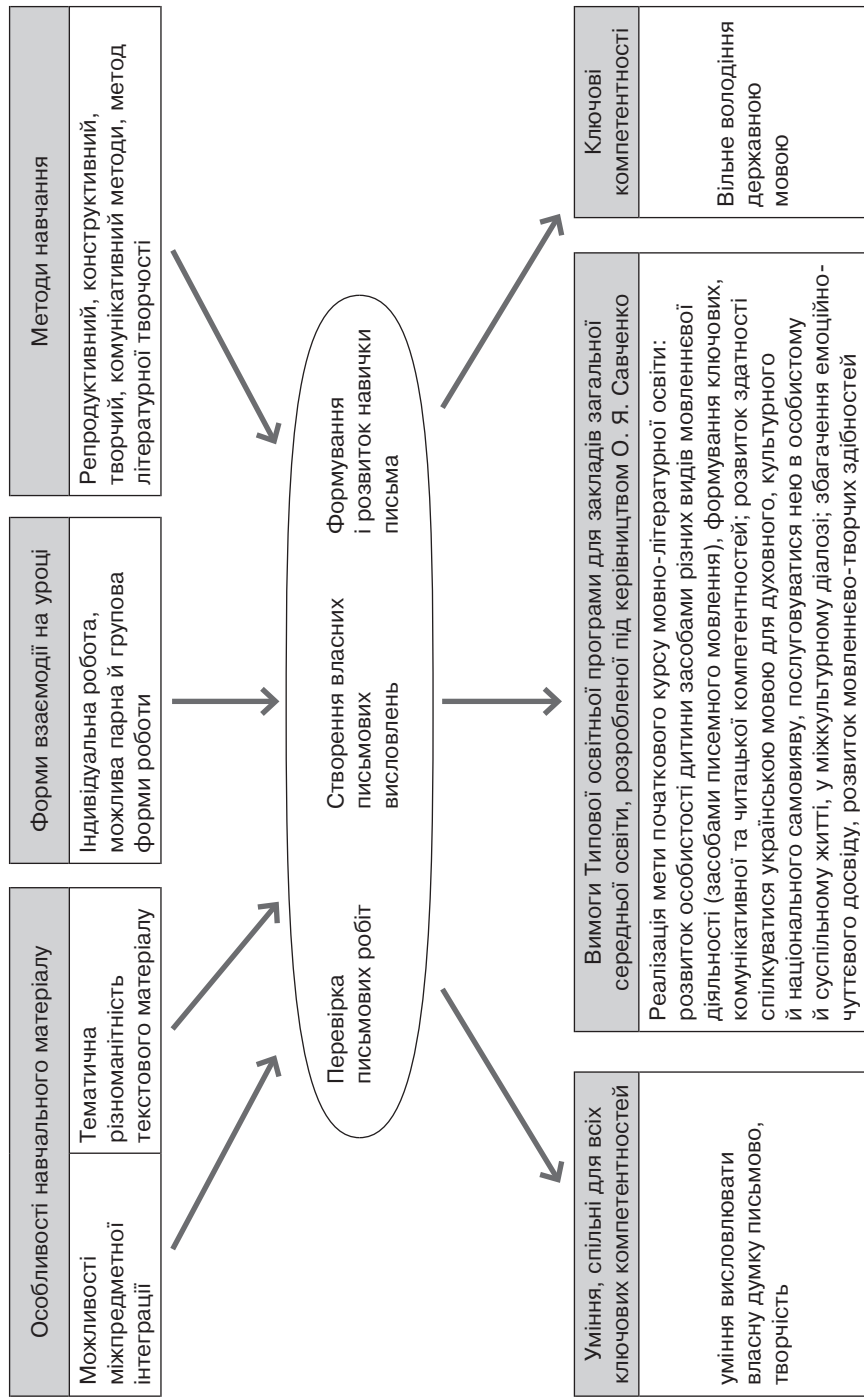 Особливості навчального матеріалу
Можливості
міжпредметної
інтеграції
Тематична
різноманітність
текстового матеріалу
Форми взаємодії на уроці
Індивідуальна робота,
можлива парна й групова
форми роботи
Методи навчання
Репродуктивний, конструктивний,
творчий, комунікативний методи, метод
літературної творчості
Перевірка
письмових робіт
Створення власних
письмових
висловлень
Формування
і розвиток навички
письма
Уміння, спільні для всіх
ключових компетентностей
уміння висловлювати
власну думку письмово,
творчість
Вимоги Типової освітньої програми для закладів загальної
середньої освіти, розробленої під керівництвом О. Я. Савченко
Реалізація мети початкового курсу мовно-літературної освіти:
розвиток особистості дитини засобами різних видів мовленнєвої
діяльності (засобами писемного мовлення), формування ключових,
комунікативної та читацької компетентностей; розвиток здатності
спілкуватися українською мовою для духовного, культурного
й національного самовияву, послуговуватися нею в особистому
й суспільному житті, у міжкультурному діалозі; збагачення емоційно-
чуттєвого досвіду, розвиток мовленнєво-творчих здібностей
Ключові
компетентності
Вільне володіння
державною
мовою